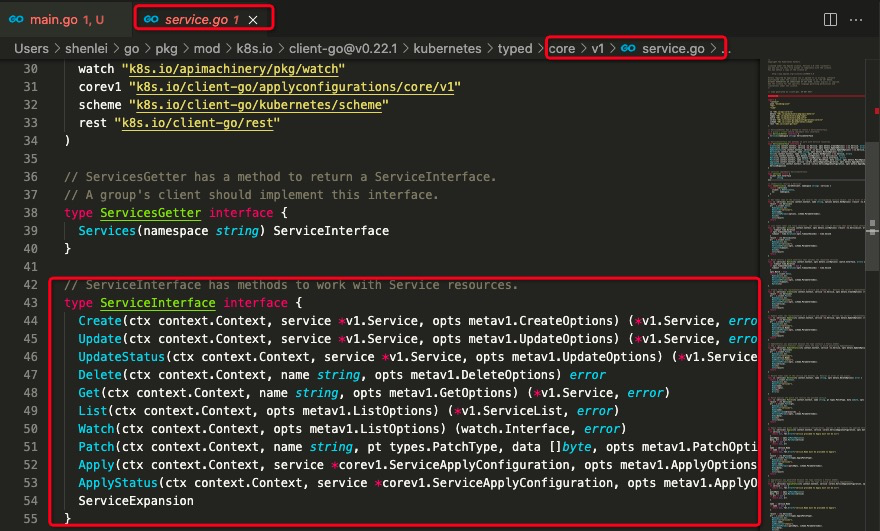 main.go 1, U
service.go 1
Users > shenlei > go > pkg > mod > k8s.io > client-go@v0.22.1 > kubernetes > typed > core > v1 > service.go > ...
30 watch "k8s.io/apimachinery/pkg/watch"
31 corev1 "k8s.io/client-go/applyconfigurations/core/v1"
32 scheme "k8s.io/client-go/kubernetes/scheme"
33 rest "k8s.io/client-go/rest"
34 )
35
36 // ServicesGetter has a method to return a ServiceInterface.
37 // A group's client should implement this interface.
38 type ServicesGetter interface {
39 Services(namespace string) ServiceInterface
40 }
41
42 // ServiceInterface has methods to work with Service resources.
43 type ServiceInterface interface {
44 Create(ctx context.Context, service *v1.Service, opts metav1.CreateOptions) (*v1.Service, erro
45 Update(ctx context.Context, service *v1.Service, opts metav1.UpdateOptions) (*v1.Service, erro
46 UpdateStatus(ctx context.Context, service *v1.Service, opts metav1.UpdateOptions) (*v1.Service
47 Delete(ctx context.Context, name string, opts metav1.DeleteOptions) error
48 Get(ctx context.Context, name string, opts metav1.GetOptions) (*v1.Service, error)
49 List(ctx context.Context, opts metav1.ListOptions) (*v1.ServiceList, error)
50 Watch(ctx context.Context, opts metav1.ListOptions) (watch.Interface, error)
51 Patch(ctx context.Context, name string, pt types.PatchType, data []byte, opts metav1.PatchOpti
52 Apply(ctx context.Context, service *corev1.ServiceApplyConfiguration, opts metav1.ApplyOptions
53 ApplyStatus(ctx context.Context, service *corev1.ServiceApplyConfiguration, opts metav1.ApplyO
54 ServiceExpansion
55 }